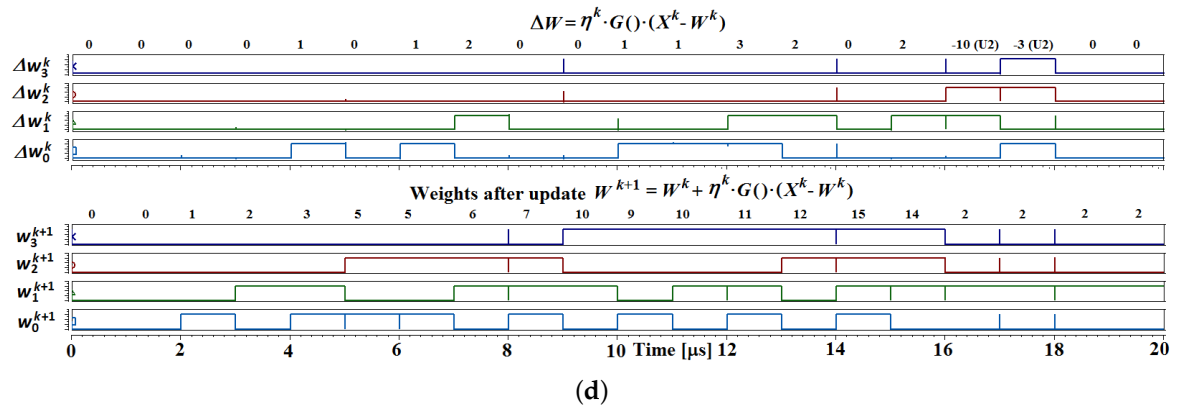 ΔW = η^k·G()·(X^k-W^k)
0 0 0 0 1 0 1 2 0 0 1 1 3 2 0 2 -10 (U2) -3 (U2) 0 0
Δw_3^k
Δw_2^k
Δw_1^k
Δw_0^k
Weights after update W^{k+1} = W^k + η^k·G()·(X^k-W^k)
0 0 1 2 3 5 5 6 7 10 9 10 11 12 15 14 2 2 2 2
w_3^{k+1}
w_2^{k+1}
w_1^{k+1}
w_0^{k+1}
0 2 4 6 8 10 Time [μs] 12 14 16 18 20
(d)